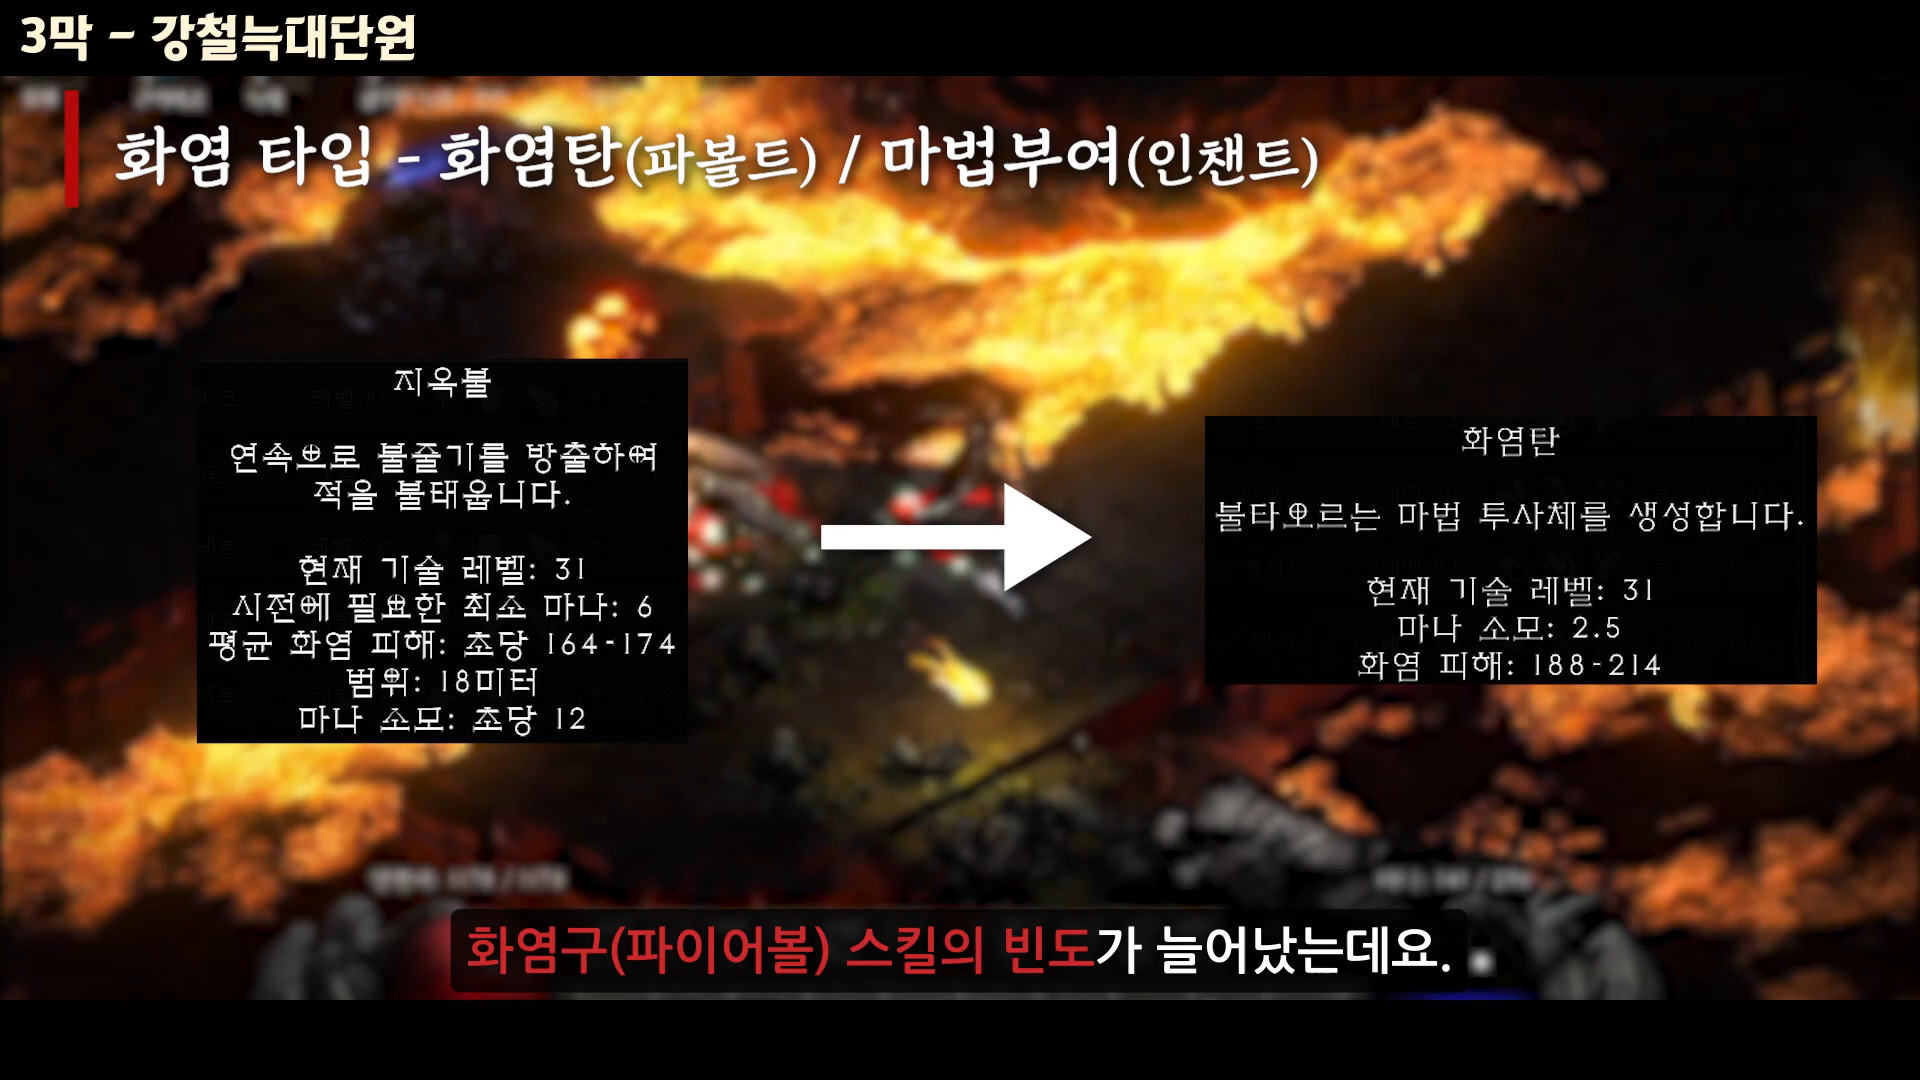 3막 - 강철늑대단원
화염 타입 - 화염탄(파볼트) / 마법부여(인챈트)
지옥불
연속으로 불줄기를 방출하여
적을 불태웁니다.
현재 기술 레벨: 31
시전에 필요한 최소 마나: 6
평균 화염 피해: 초당 164-174
범위: 18미터
마나 소모: 초당 12
화염탄
불타오르는 마법 투사체를 생성합니다.
현재 기술 레벨: 31
마나 소모: 2.5
화염 피해: 188-214
화염구(파이어볼) 스킬의 빈도가 늘어났는데요.